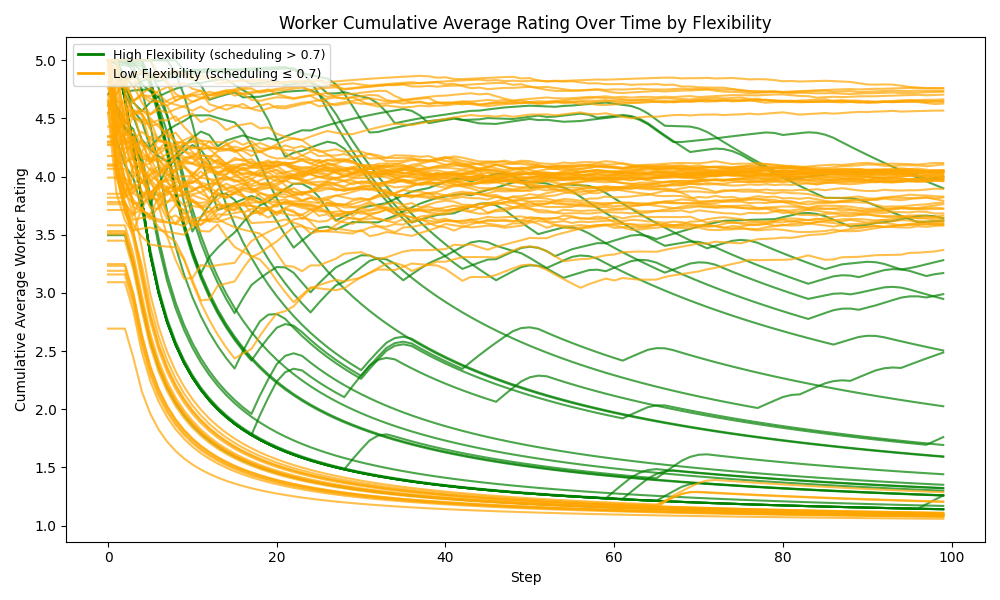 Worker Cumulative Average Rating Over Time by Flexibility
High Flexibility (scheduling > 0.7)
Low Flexibility (scheduling ≤ 0.7)
Cumulative Average Worker Rating
5.0
4.5
4.0
3.5
3.0
2.5
2.0
1.5
1.0
0 20 40 60 80 100
Step